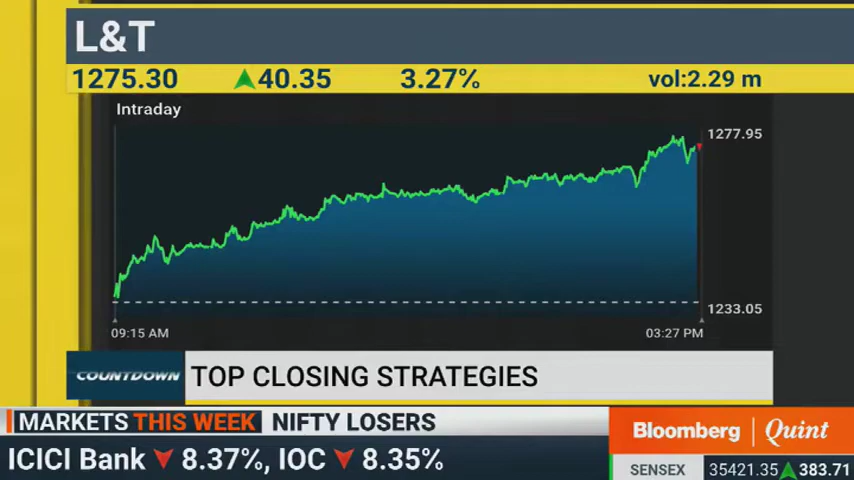 L&T
1275.30 40.35 3.27% vol:2.29 m
Intraday
1277.95
1233.05
09:15 AM 03:27 PM
COUNTDOWN TOP CLOSING STRATEGIES
MARKETS THIS WEEK NIFTY LOSERS
Bloomberg | Quint
ICICI Bank 8.37%, IOC 8.35%
SENSEX 35421.35 383.71